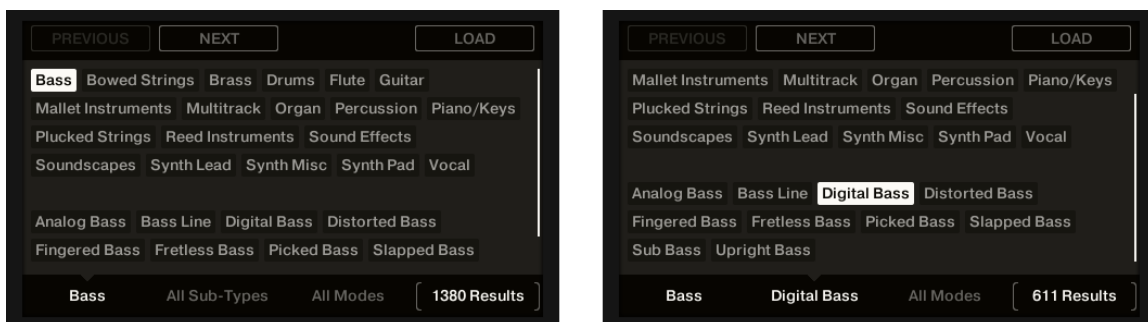 PREVIOUS NEXT LOAD
Bass Bowed Strings Brass Drums Flute Guitar
Mallet Instruments Multitrack Organ Percussion Piano/Keys
Plucked Strings Reed Instruments Sound Effects
Soundscapes Synth Lead Synth Misc Synth Pad Vocal
Analog Bass Bass Line Digital Bass Distorted Bass
Fingered Bass Fretless Bass Picked Bass Slapped Bass
Bass All Sub-Types All Modes 1380 Results
PREVIOUS NEXT LOAD
Mallet Instruments Multitrack Organ Percussion Piano/Keys
Plucked Strings Reed Instruments Sound Effects
Soundscapes Synth Lead Synth Misc Synth Pad Vocal
Analog Bass Bass Line Digital Bass Distorted Bass
Fingered Bass Fretless Bass Picked Bass Slapped Bass
Sub Bass Upright Bass
Bass Digital Bass All Modes 611 Results